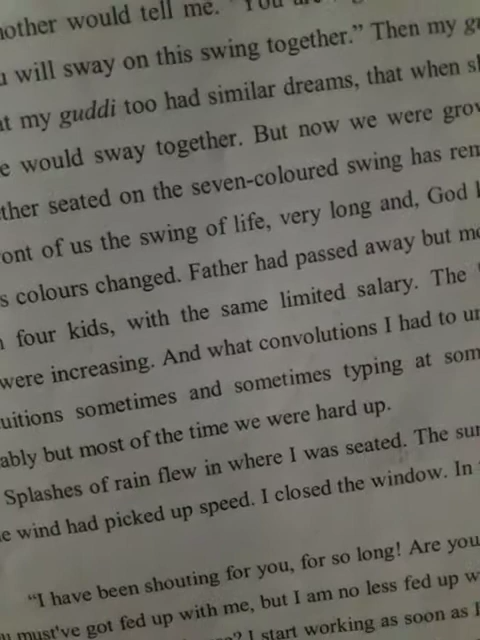 mother would tell me. "You
will sway on this swing together." Then my
my guddi too had similar dreams, that when
would sway together. But now we were
seated on the seven-coloured swing has
of us the swing of life, very long and, God
colours changed. Father had passed away but
four kids, with the same limited salary. The
were increasing. And what convolutions I had to
sometimes and sometimes typing at
but most of the time we were hard up.
Splashes of rain flew in where I was seated. The
wind had picked up speed. I closed the window. In
"I have been shouting for you, for so long! Are you
must've got fed up with me, but I am no less fed up
I start working as soon as I